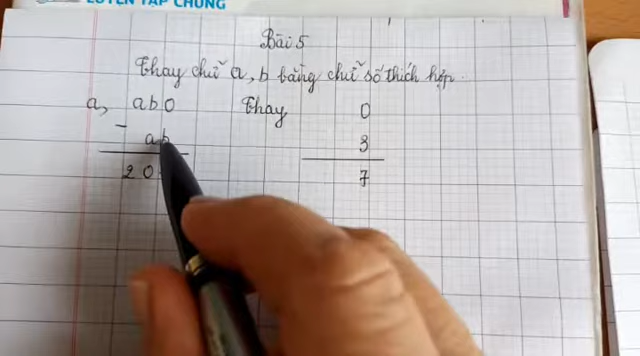 LUYỆN TẬP CHUNG
Bài 5
Thay chữ a, b bằng chữ số thích hợp.
a, ab0 Thay 0
- ab 3
20 7